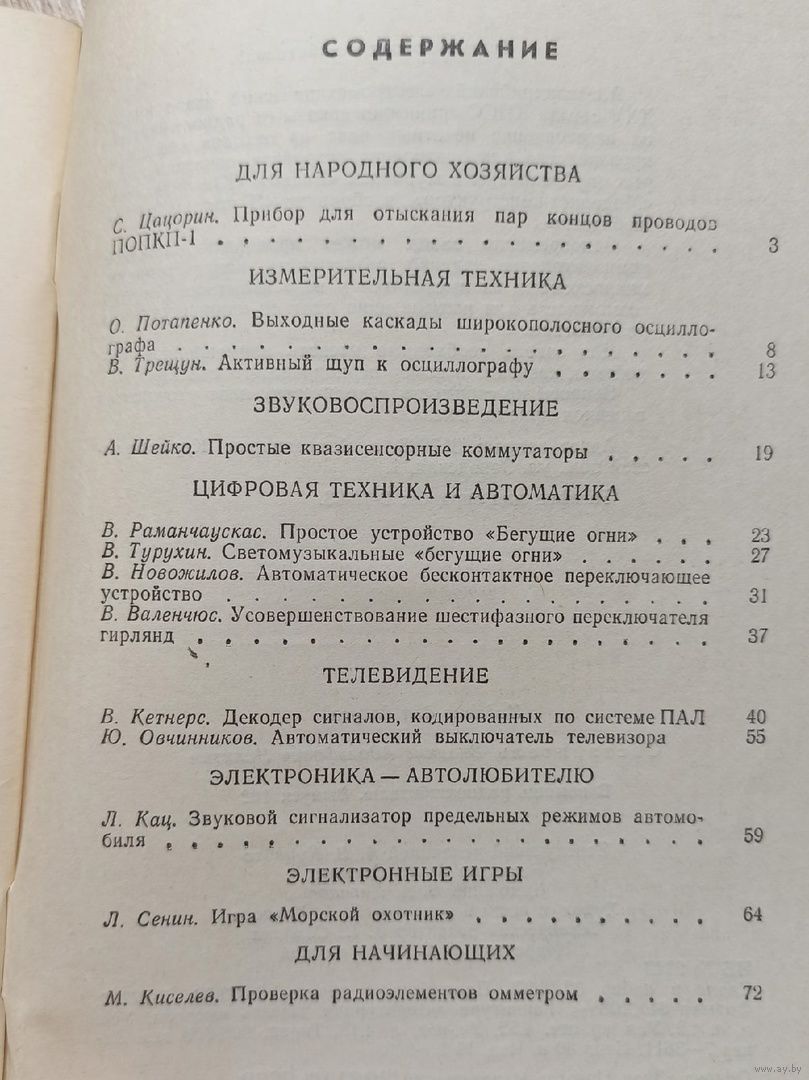 СОДЕРЖАНИЕ
ДЛЯ НАРОДНОГО ХОЗЯЙСТВА
С. Цацорин. Прибор для отыскания пар концов проводов
ПОПКП-1 . . . . . . . . . . . . . . . . . . . . 3
ИЗМЕРИТЕЛЬНАЯ ТЕХНИКА
О. Потапенко. Выходные каскады широкополосного осцилло-
графа . . . . . . . . . . . . . . . . . . . . . 8
В. Трещун. Активный щуп к осциллографу . . . . . . 13
ЗВУКОВОСПРОИЗВЕДЕНИЕ
А. Шейко. Простые квазисенсорные коммутаторы . . . . . 19
ЦИФРОВАЯ ТЕХНИКА И АВТОМАТИКА
В. Раманчаускас. Простое устройство «Бегущие огни» . . . 23
В. Турухин. Светомузыкальные «бегущие огни» . . . . . . 27
В. Новожилов. Автоматическое бесконтактное переключающее
устройство . . . . . . . . . . . . . . . . . . 31
В. Валенчюс. Усовершенствование шестифазного переключателя
гирлянд . . . . . . . . . . . . . . . . . . . 37
ТЕЛЕВИДЕНИЕ
В. Кетнерс. Декодер сигналов, кодированных по системе ПАЛ 40
Ю. Овчинников. Автоматический выключатель телевизора 55
ЭЛЕКТРОНИКА — АВТОЛЮБИТЕЛЮ
Л. Кац. Звуковой сигнализатор предельных режимов автомо-
биля . . . . . . . . . . . . . . . . . . . . . 59
ЭЛЕКТРОННЫЕ ИГРЫ
Л. Сенин. Игра «Морской охотник» . . . . . . . . . . 64
ДЛЯ НАЧИНАЮЩИХ
М. Киселев. Проверка радиоэлементов омметром . . . . . 72
www.ay.by